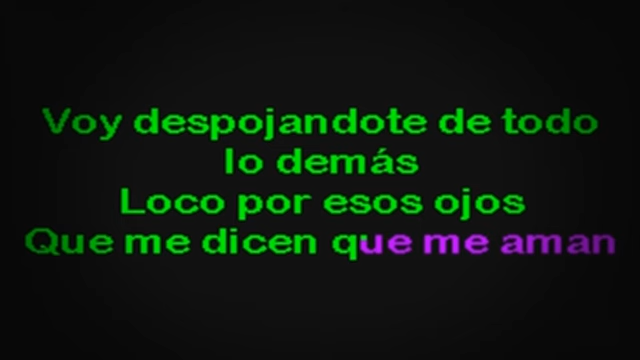 Voy despojandote de todo
lo demás
Loco por esos ojos
Que me dicen que me aman